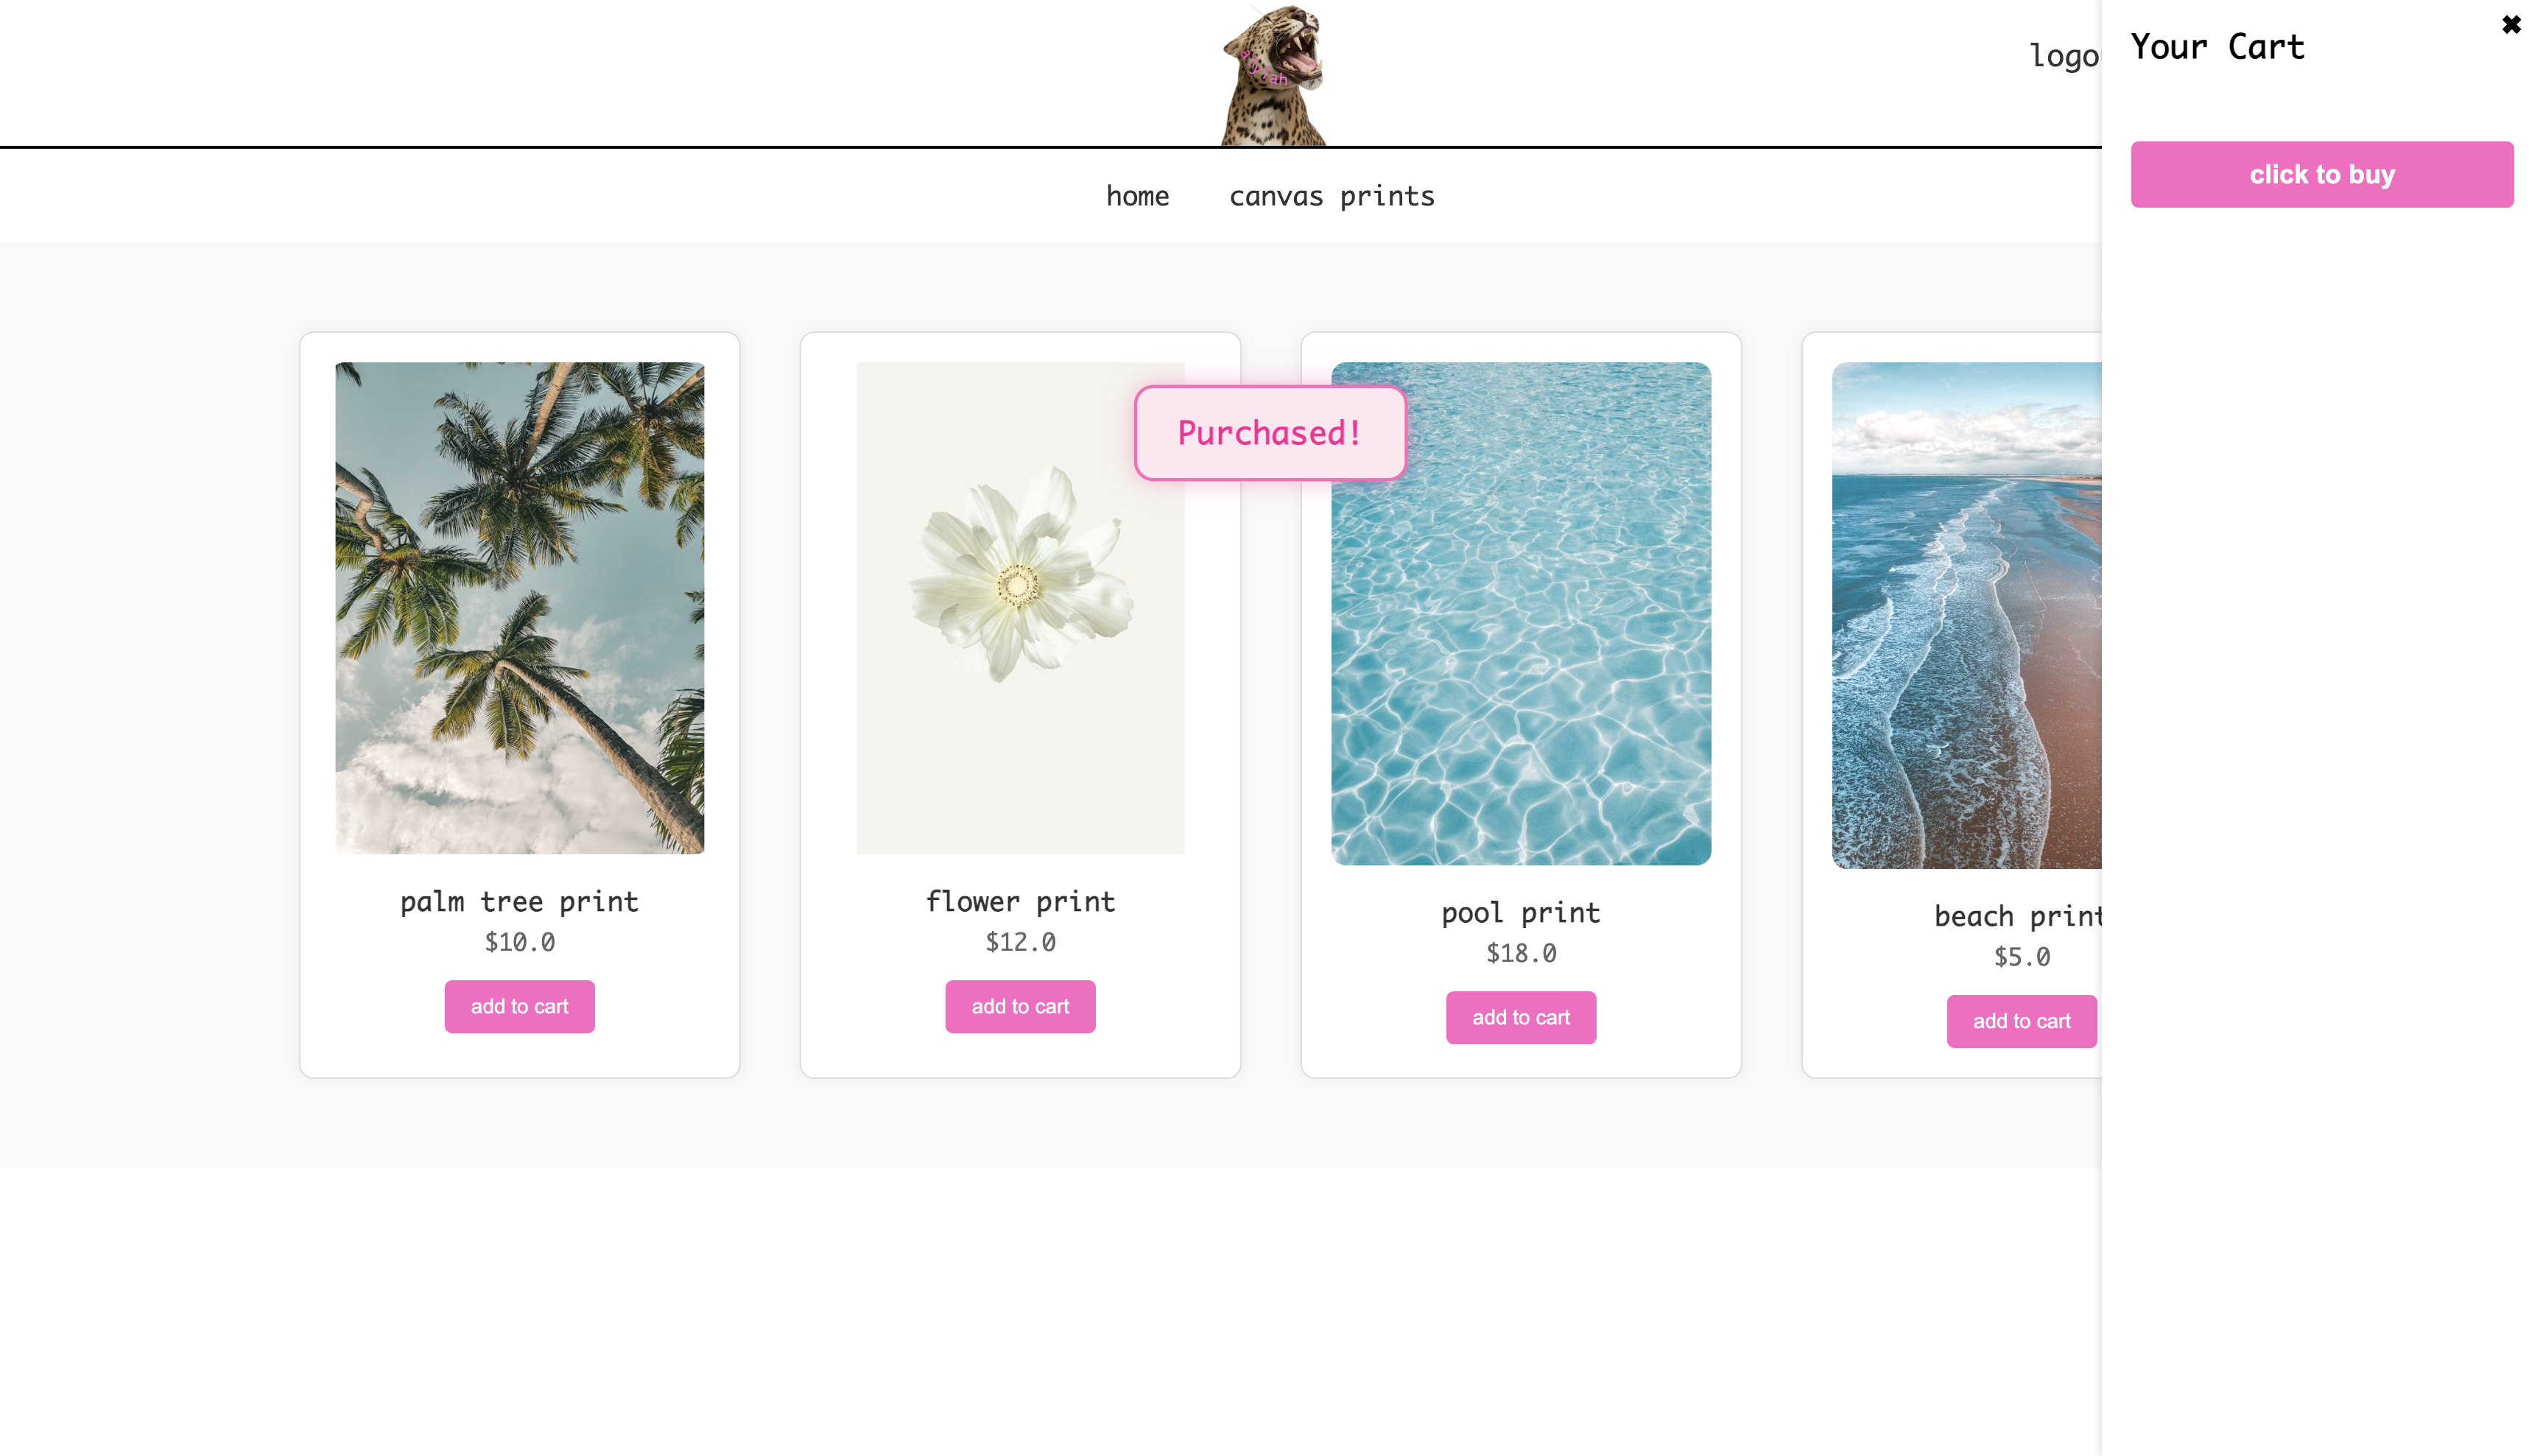 logo
Your Cart
✖
click to buy
home canvas prints
Purchased!
palm tree print
$10.0
add to cart
flower print
$12.0
add to cart
pool print
$18.0
add to cart
beach print
$5.0
add to cart